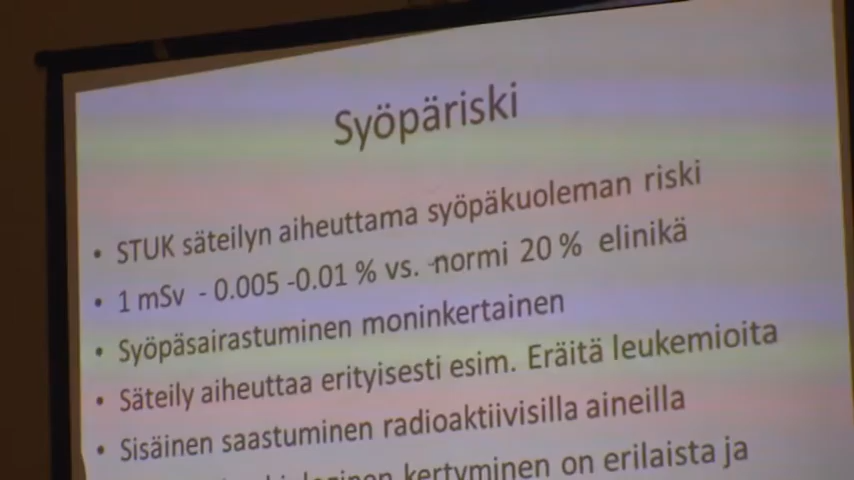 Syöpäriski
• STUK säteilyn aiheuttama syöpäkuoleman riski
• 1 mSv - 0.005 -0.01 % vs. -normi 20 % elinikä
• Syöpäsairastuminen moninkertainen
• Säteily aiheuttaa erityisesti esim. Eräitä leukemioita
• Sisäinen saastuminen radioaktiivisilla aineilla
kertyminen on erilaista ja